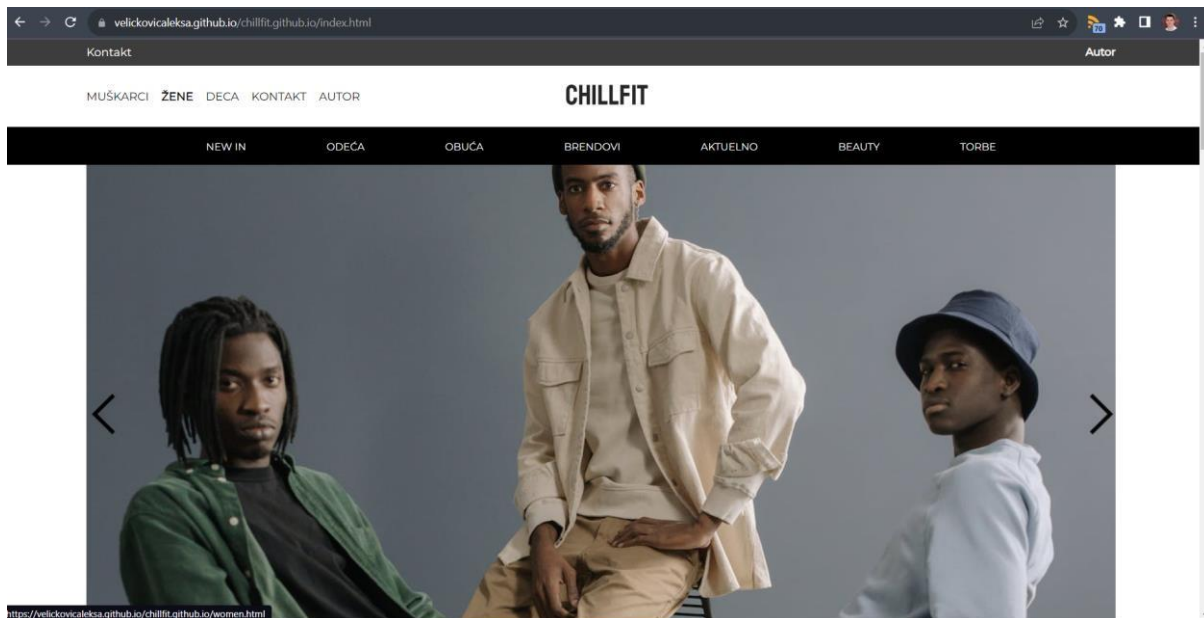 velickovicaleksa.github.io/chillfit.github.io/index.html
70
Kontakt Autor
MUŠKARCI ŽENE DECA KONTAKT AUTOR CHILLFIT
NEW IN ODEĆA OBUĆA BRENDOVI AKTUELNO BEAUTY TORBE
https://velickovicaleksa.github.io/chillfit.github.io/women.html